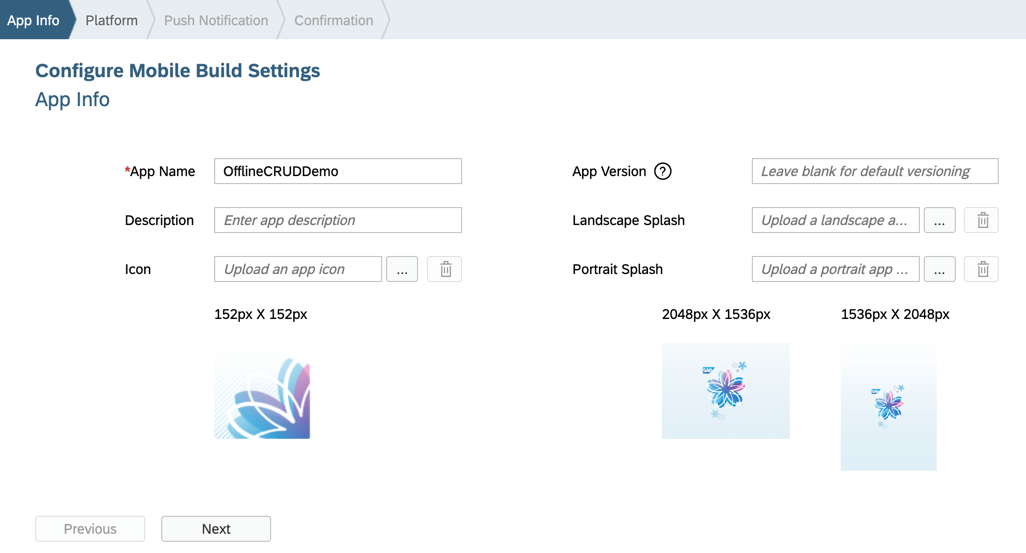 App Info Platform Push Notification Confirmation
Configure Mobile Build Settings
App Info
*App Name OfflineCRUDDemo App Version ? Leave blank for default versioning
Description Enter app description Landscape Splash Upload a landscape a... ...
Icon Upload an app icon ... Portrait Splash Upload a portrait app ... ...
152px X 152px 2048px X 1536px 1536px X 2048px
SAP SAP
Previous Next